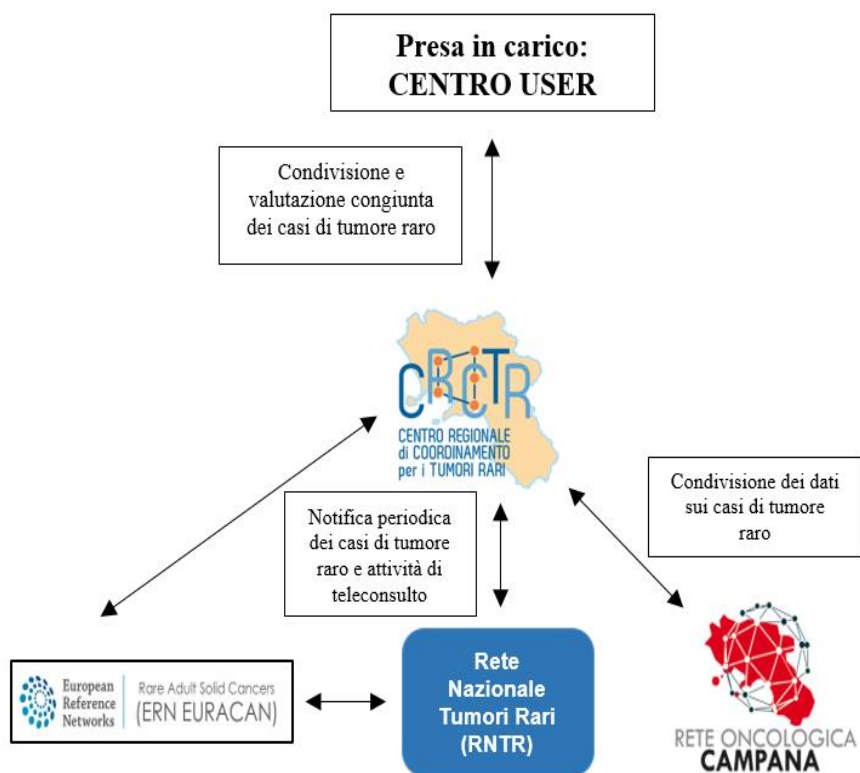 Presa in carico:
CENTRO USER
Condivisione e
valutazione congiunta
dei casi di tumore raro
CRCTR
CENTRO REGIONALE
di COORDINAMENTO
per i TUMORI RARI
Notifica periodica
dei casi di tumore
raro e attività di
teleconsulto
Condivisione dei dati
sui casi di tumore
raro
European
Reference
Networks
Rare Adult Solid Cancers
(ERN EURACAN)
Rete
Nazionale
Tumori Rari
(RNTR)
RETE ONCOLOGICA
CAMPANA